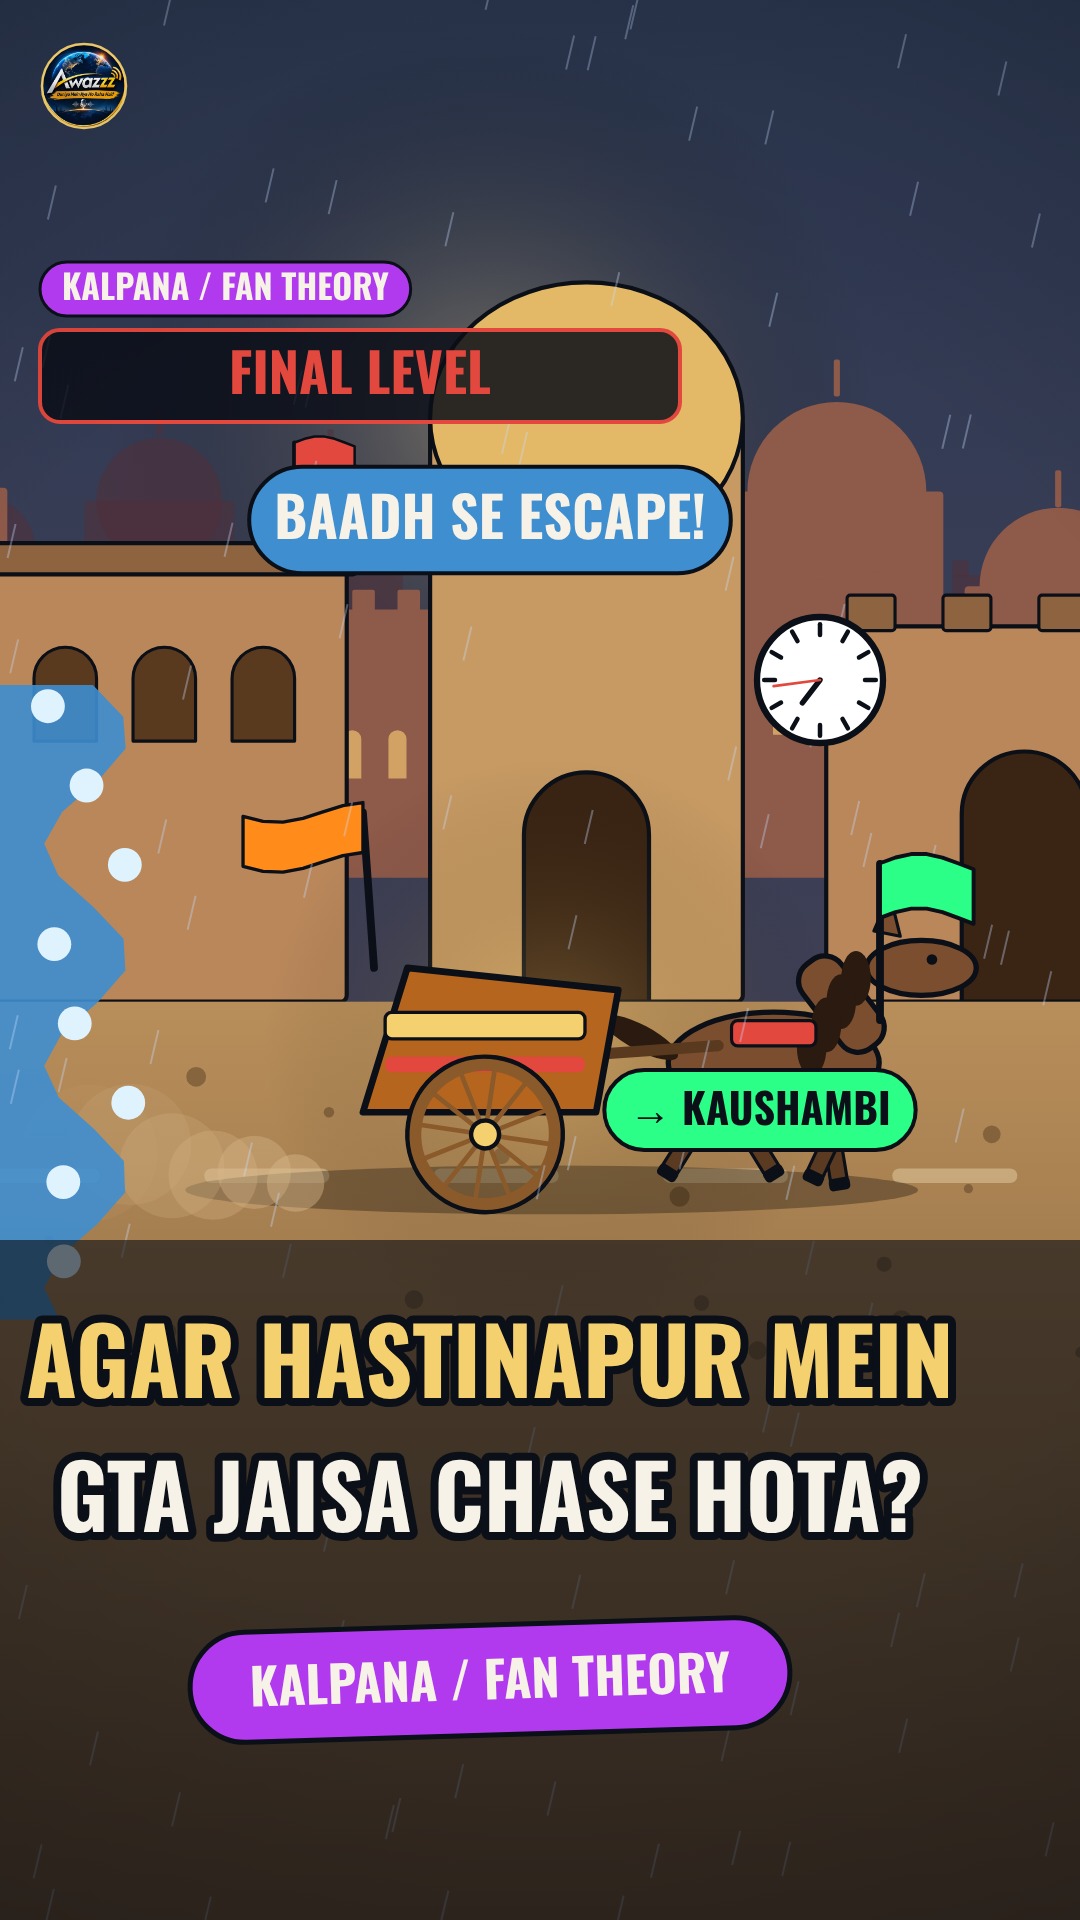 Awazzz
KALPANA / FAN THEORY
FINAL LEVEL
BAADH SE ESCAPE!
→ KAUSHAMBI
AGAR HASTINAPUR MEIN
GTA JAISA CHASE HOTA?
KALPANA / FAN THEORY